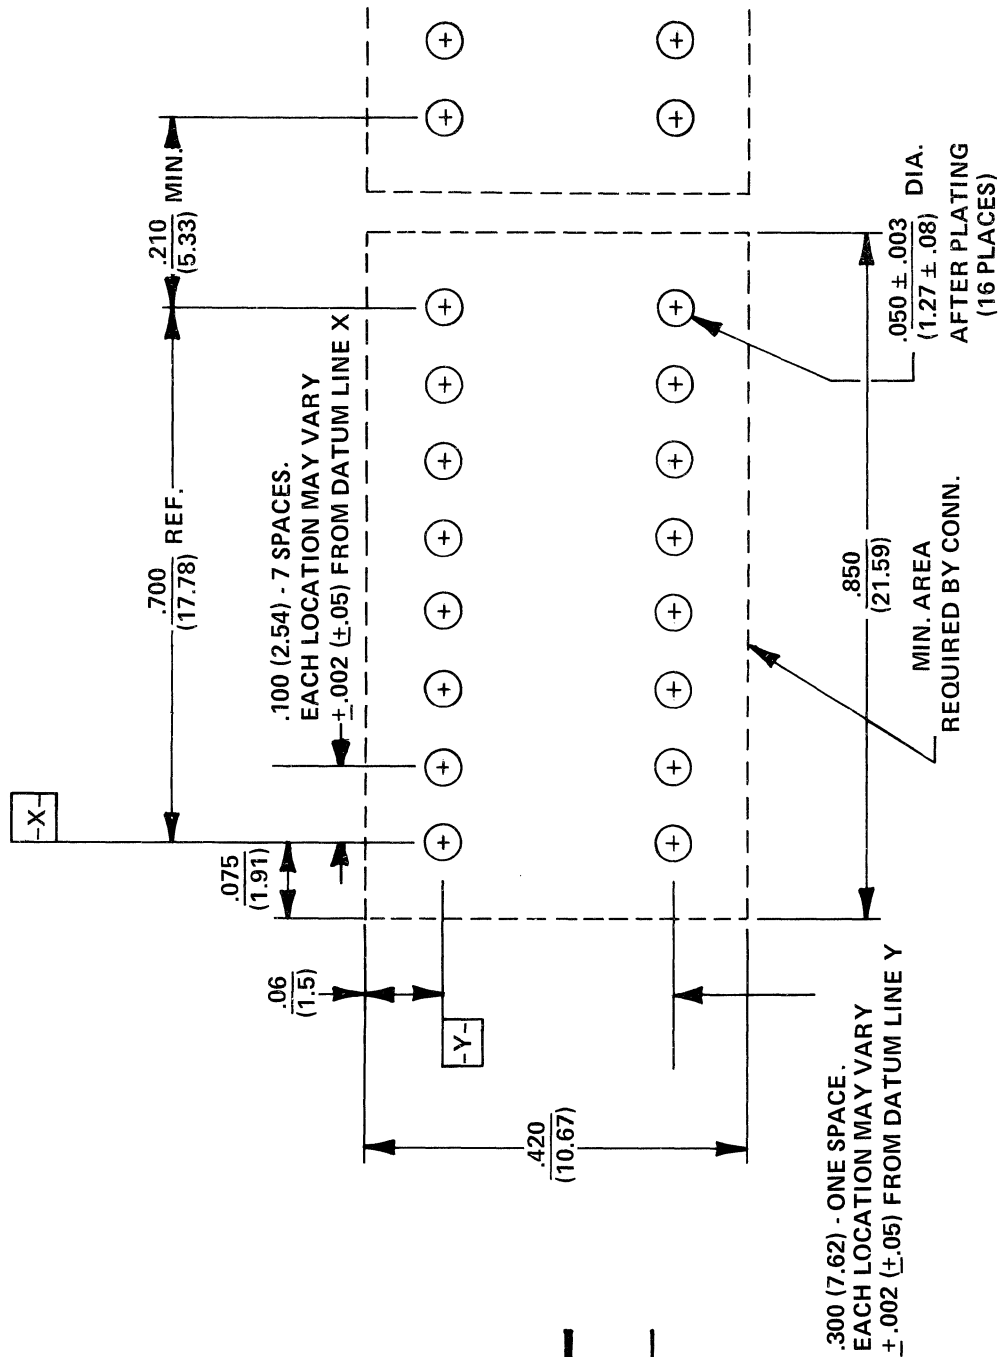 -X-
.700
(17.78)
REF.
.210
(5.33)
MIN.
.075
(1.91)
.100 (2.54) - 7 SPACES.
EACH LOCATION MAY VARY
±.002 (±.05) FROM DATUM LINE X
.06
(1.5)
-Y-
.420
(10.67)
.300 (7.62) - ONE SPACE.
EACH LOCATION MAY VARY
±.002 (±.05) FROM DATUM LINE Y
.850
(21.59)
MIN. AREA
REQUIRED BY CONN.
.050 ± .003
(1.27 ± .08)
DIA.
AFTER PLATING
(16 PLACES)